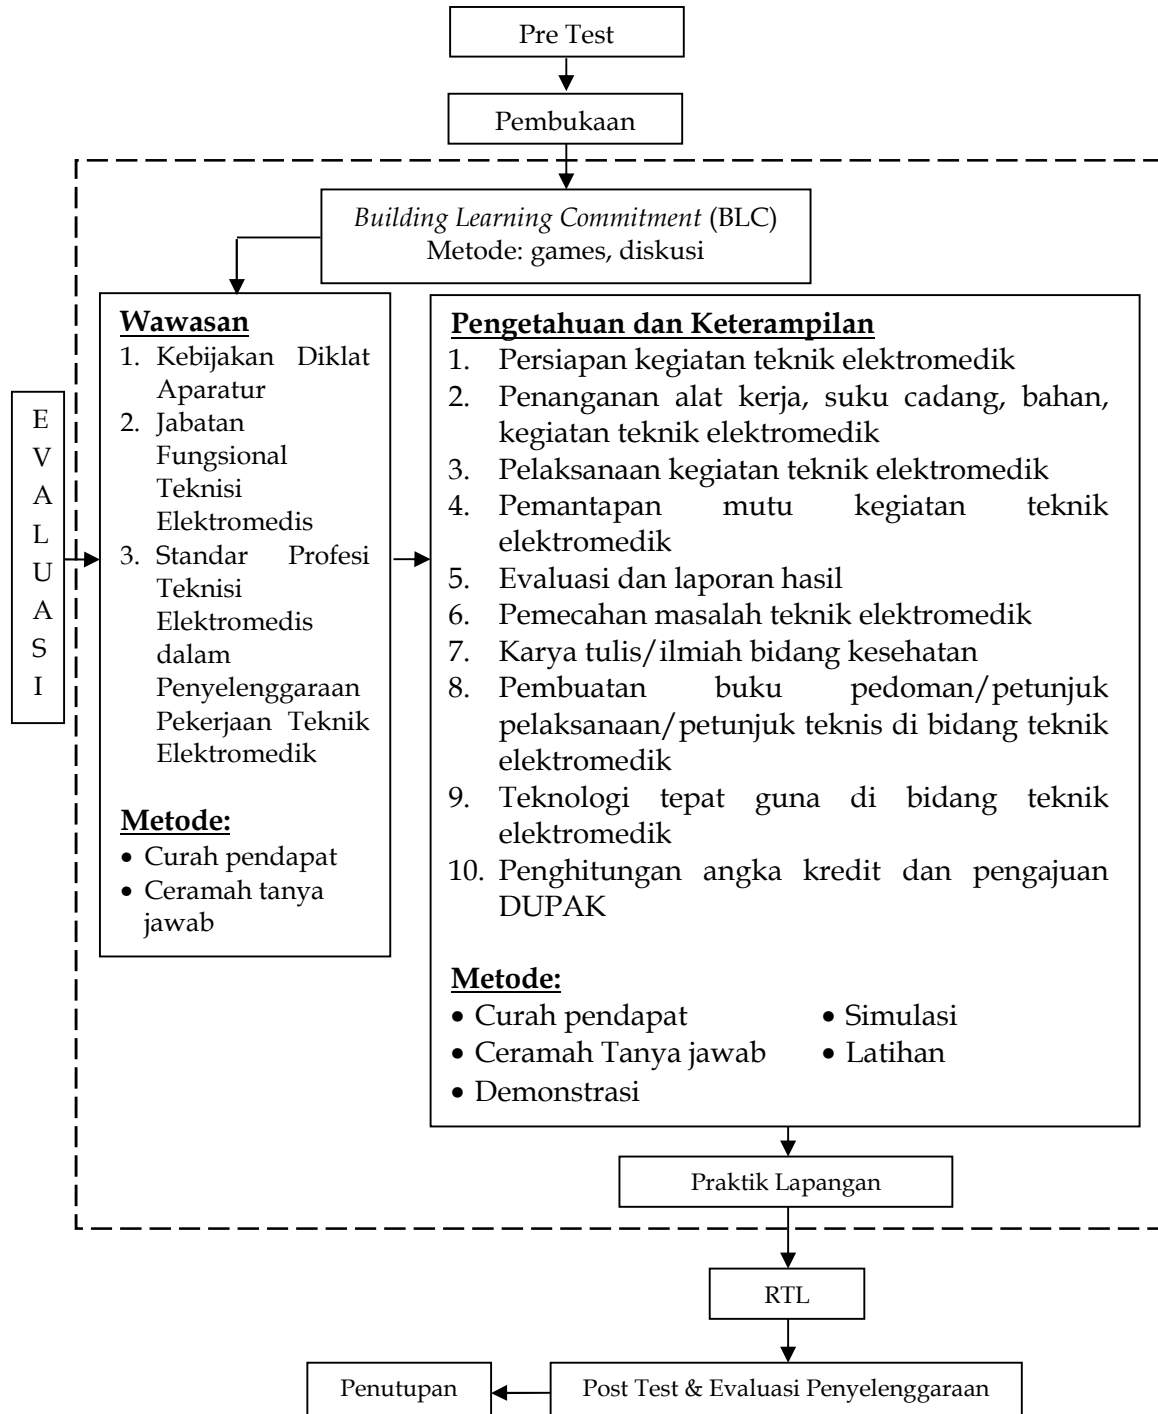 Pre Test
Pembukaan
Building Learning Commitment (BLC)
Metode: games, diskusi
E
V
A
L
U
A
S
I
Wawasan
1. Kebijakan Diklat
Aparatur
2. Jabatan
Fungsional
Teknisi
Elektromedis
3. Standar Profesi
Teknisi
Elektromedis
dalam
Penyelenggaraan
Pekerjaan Teknik
Elektromedik
Metode:
• Curah pendapat
• Ceramah tanya
jawab
Pengetahuan dan Keterampilan
1. Persiapan kegiatan teknik elektromedik
2. Penanganan alat kerja, suku cadang, bahan,
kegiatan teknik elektromedik
3. Pelaksanaan kegiatan teknik elektromedik
4. Pemantapan mutu kegiatan teknik
elektromedik
5. Evaluasi dan laporan hasil
6. Pemecahan masalah teknik elektromedik
7. Karya tulis/ilmiah bidang kesehatan
8. Pembuatan buku pedoman/petunjuk
pelaksanaan/petunjuk teknis di bidang teknik
elektromedik
9. Teknologi tepat guna di bidang teknik
elektromedik
10. Penghitungan angka kredit dan pengajuan
DUPAK
Metode:
• Curah pendapat
• Ceramah Tanya jawab
• Demonstrasi
• Simulasi
• Latihan
Praktik Lapangan
RTL
Post Test & Evaluasi Penyelenggaraan
Penutupan